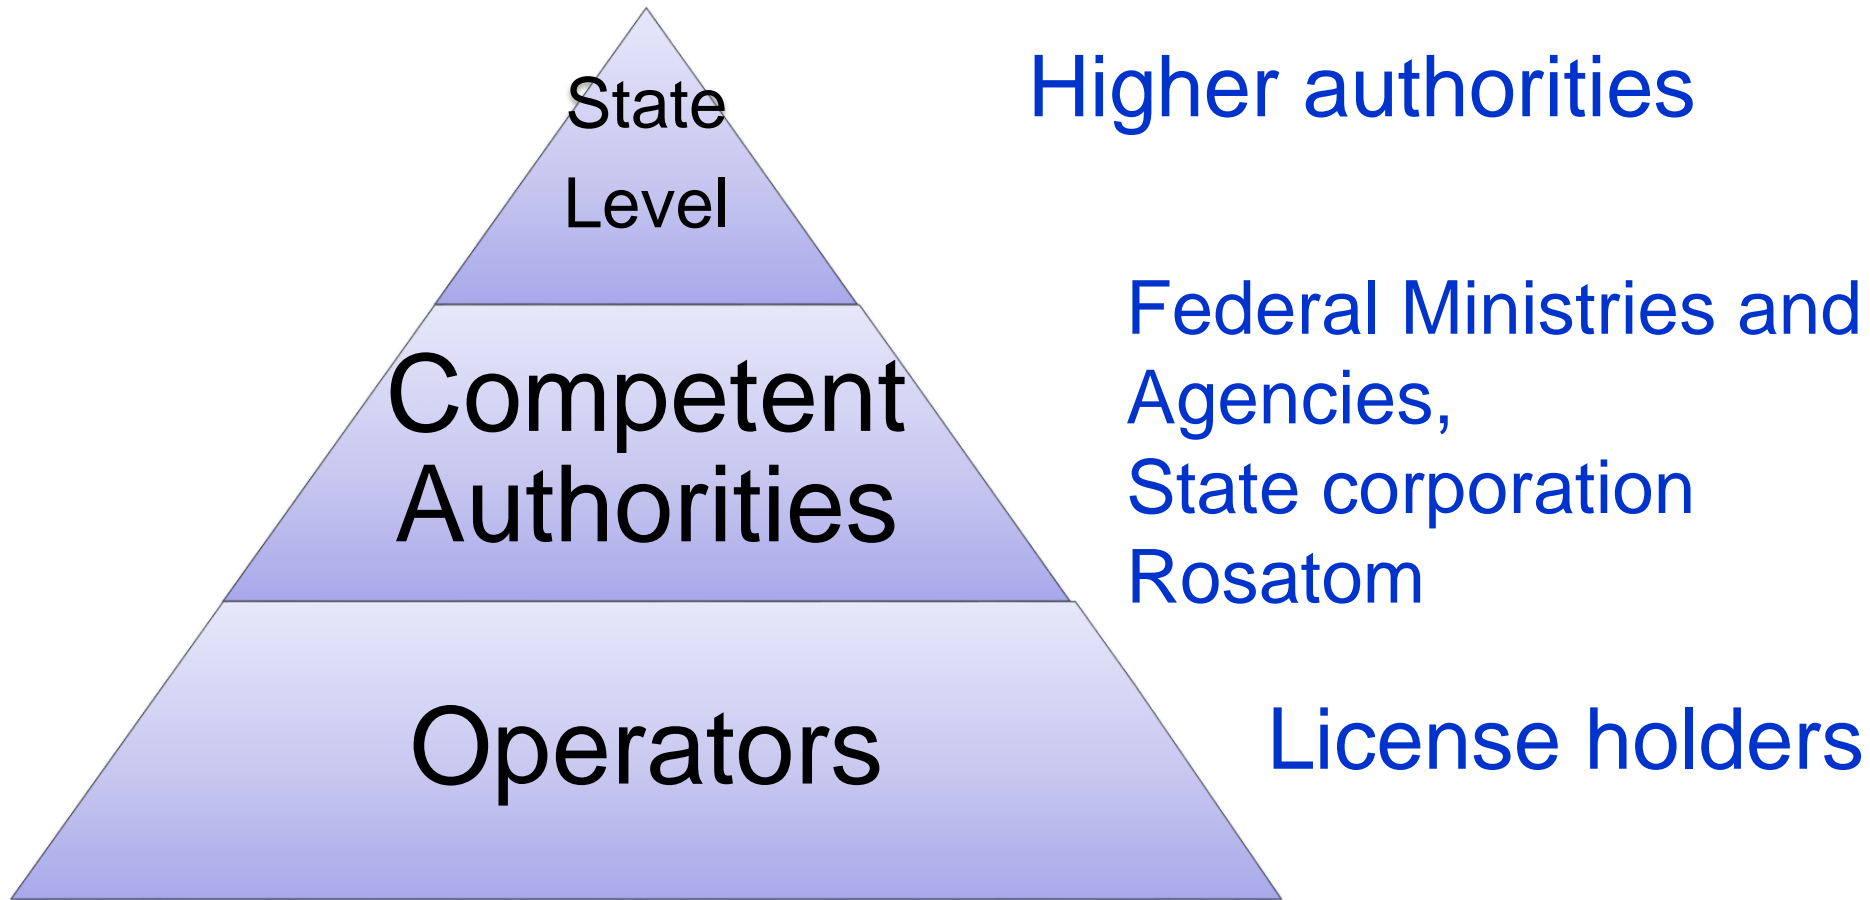 State
Level
Higher authorities
Competent
Authorities
Federal Ministries and
Agencies,
State corporation
Rosatom
Operators
License holders